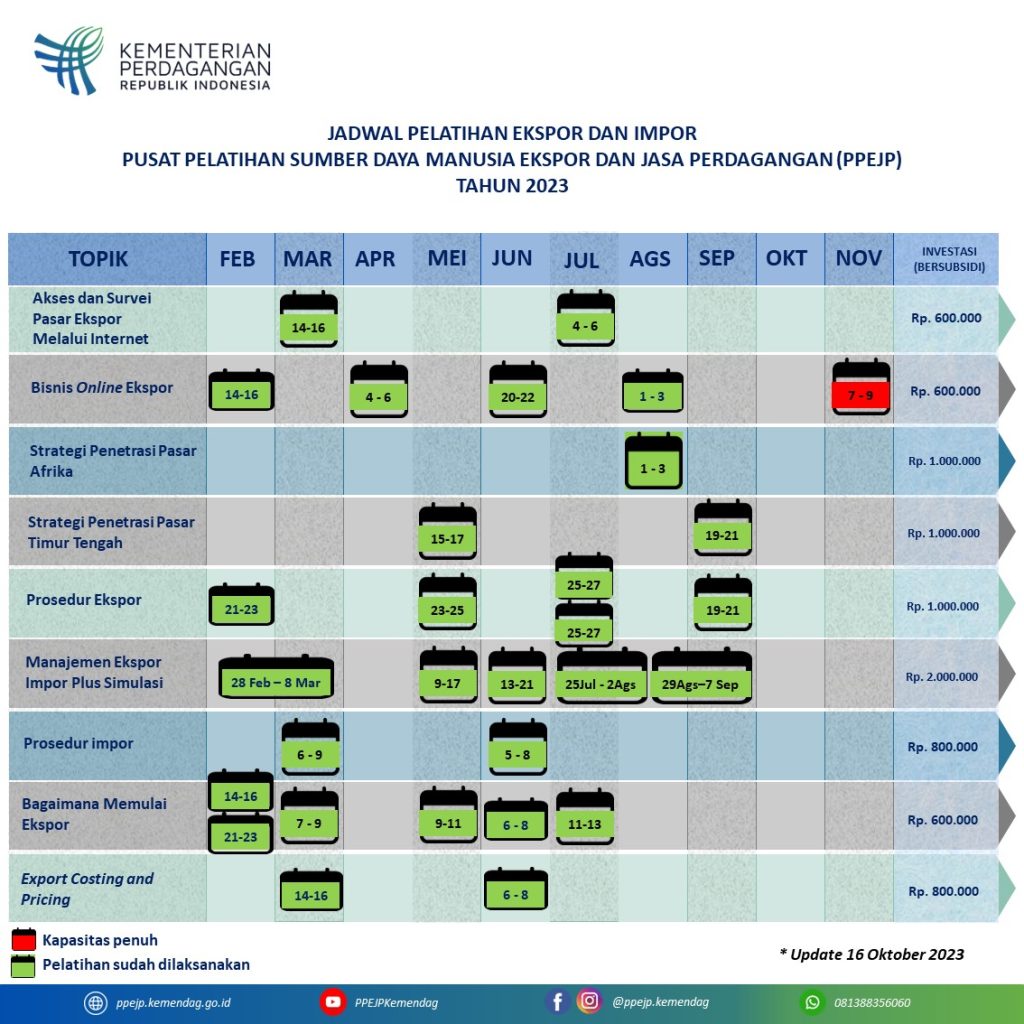 KEMENTERIAN
PERDAGANGAN
REPUBLIK INDONESIA
JADWAL PELATIHAN EKSPOR DAN IMPOR
PUSAT PELATIHAN SUMBER DAYA MANUSIA EKSPOR DAN JASA PERDAGANGAN (PPEJP)
TAHUN 2023
TOPIK FEB MAR APR MEI JUN JUL AGS SEP OKT NOV INVESTASI
(BERSUBSIDI)
Akses dan Survei
Pasar Ekspor
Melalui Internet
14-16 4 - 6 Rp. 600.000
Bisnis Online Ekspor 14-16 4 - 6 20-22 1 - 3 7 - 9 Rp. 600.000
Strategi Penetrasi Pasar
Afrika
1 - 3 Rp. 1.000.000
Strategi Penetrasi Pasar
Timur Tengah
15-17 19-21 Rp. 1.000.000
Prosedur Ekspor 21-23 23-25 25-27 19-21 Rp. 1.000.000
25-27
Manajemen Ekspor
Impor Plus Simulasi
28 Feb – 8 Mar 9-17 13-21 25Jul - 2Ags 29Ags–7 Sep Rp. 2.000.000
Prosedur impor 6 - 9 5 - 8 Rp. 800.000
Bagaimana Memulai
Ekspor
14-16 7 - 9 9-11 6 - 8 11-13 Rp. 600.000
21-23
Export Costing and
Pricing
14-16 6 - 8 Rp. 800.000
Kapasitas penuh
Pelatihan sudah dilaksanakan
* Update 16 Oktober 2023
ppejp.kemendag.go.id PPEJPKemendag @ppejp.kemendag 081388356060